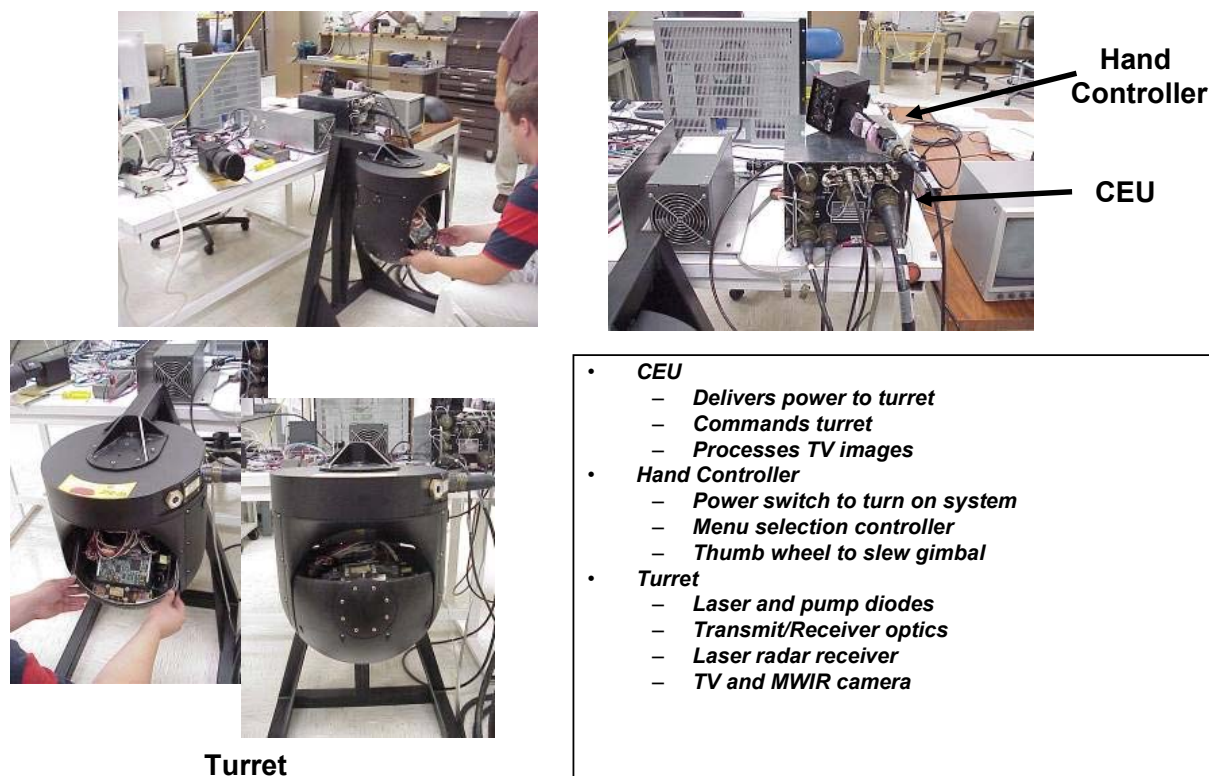 Hand
Controller
CEU
• CEU
– Delivers power to turret
– Commands turret
– Processes TV images
• Hand Controller
– Power switch to turn on system
– Menu selection controller
– Thumb wheel to slew gimbal
• Turret
– Laser and pump diodes
– Transmit/Receiver optics
– Laser radar receiver
– TV and MWIR camera
Turret